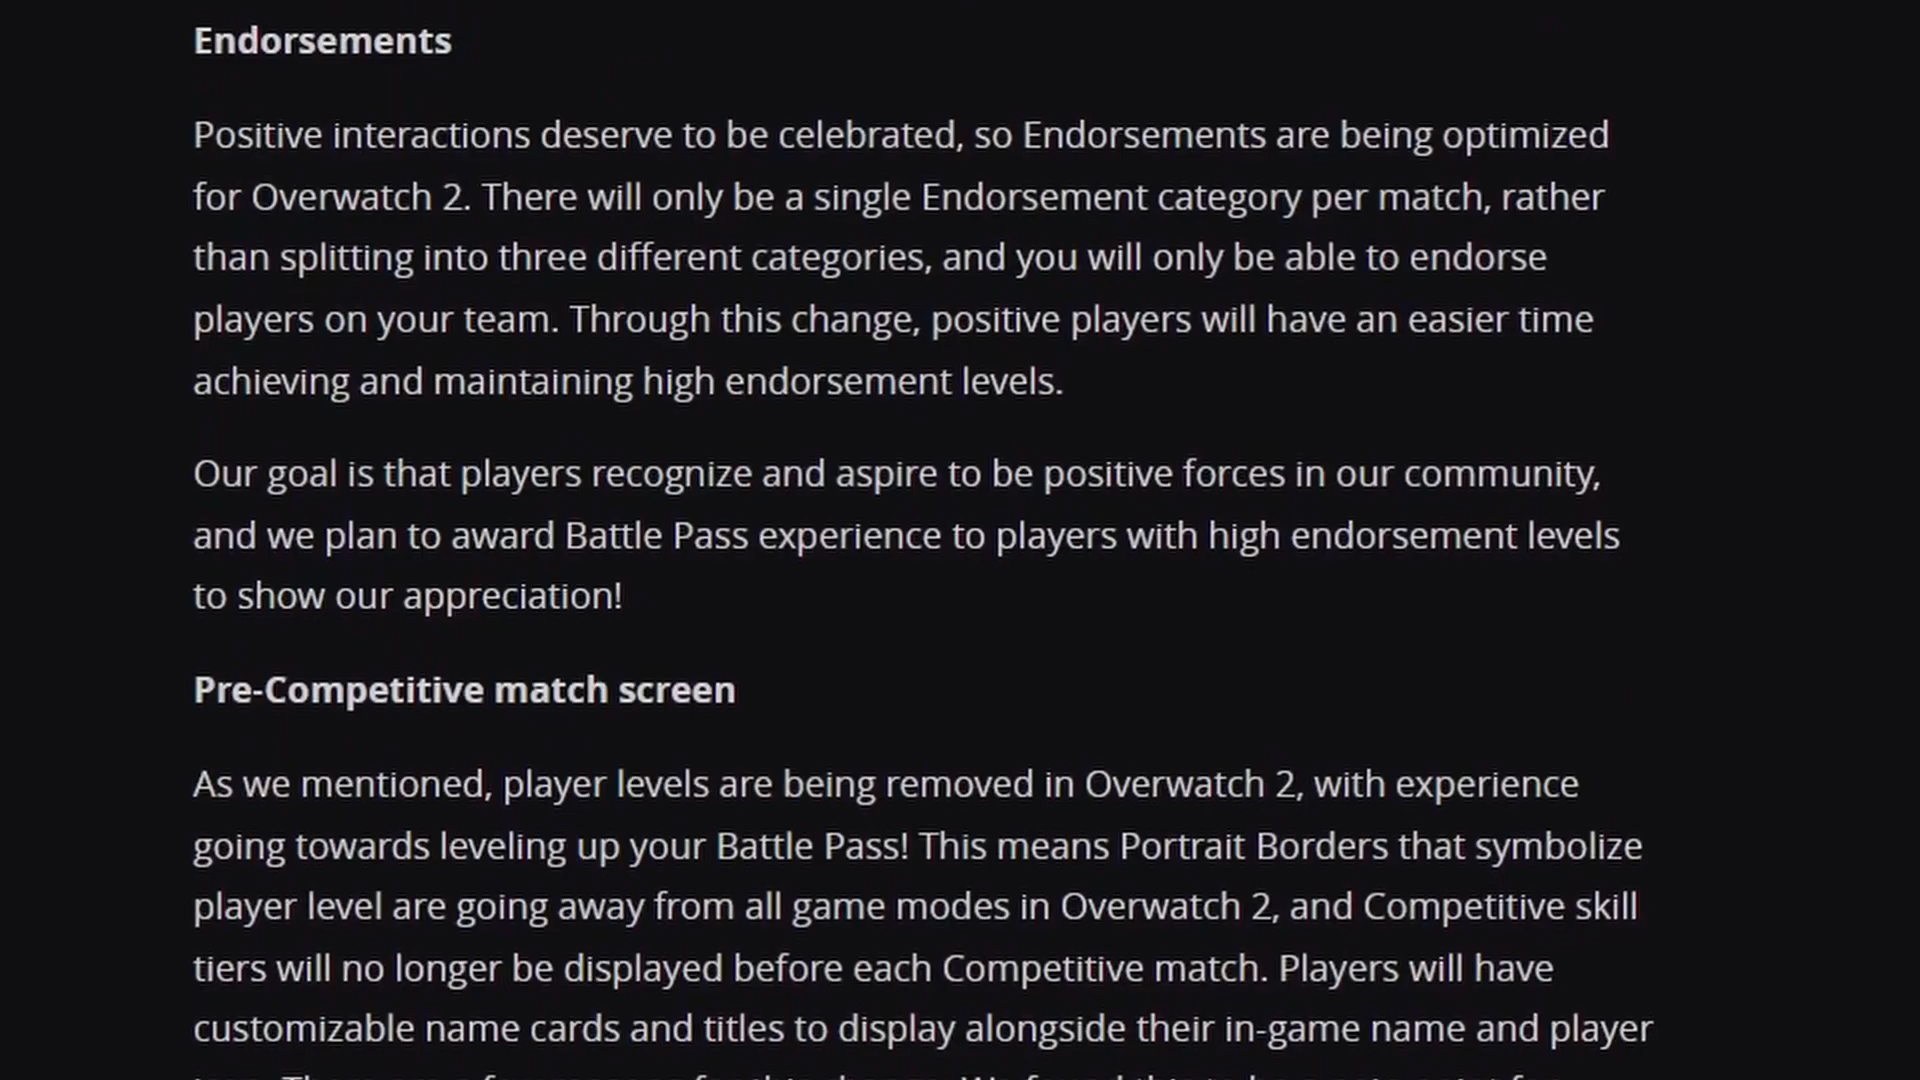 Endorsements
Positive interactions deserve to be celebrated, so Endorsements are being optimized
for Overwatch 2. There will only be a single Endorsement category per match, rather
than splitting into three different categories, and you will only be able to endorse
players on your team. Through this change, positive players will have an easier time
achieving and maintaining high endorsement levels.
Our goal is that players recognize and aspire to be positive forces in our community,
and we plan to award Battle Pass experience to players with high endorsement levels
to show our appreciation!
Pre-Competitive match screen
As we mentioned, player levels are being removed in Overwatch 2, with experience
going towards leveling up your Battle Pass! This means Portrait Borders that symbolize
player level are going away from all game modes in Overwatch 2, and Competitive skill
tiers will no longer be displayed before each Competitive match. Players will have
customizable name cards and titles to display alongside their in-game name and player